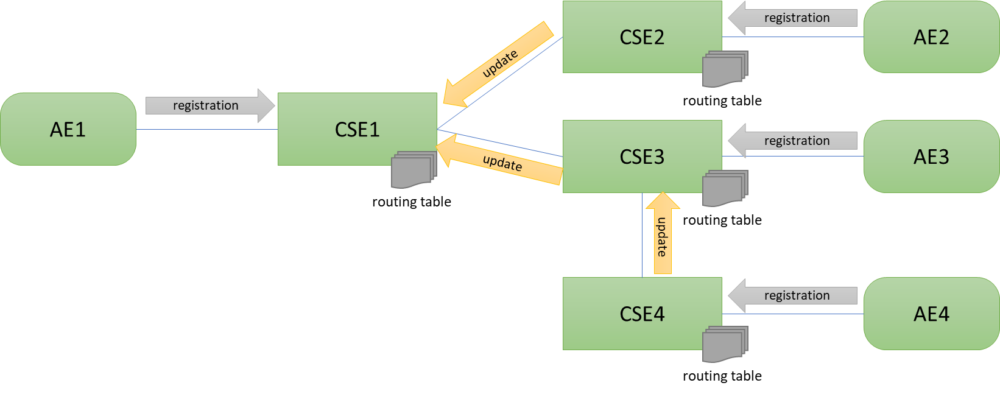 CSE2
registration
AE2
update
routing table
AE1
registration
CSE1
routing table
update
CSE3
registration
AE3
routing table
update
CSE4
registration
AE4
routing table